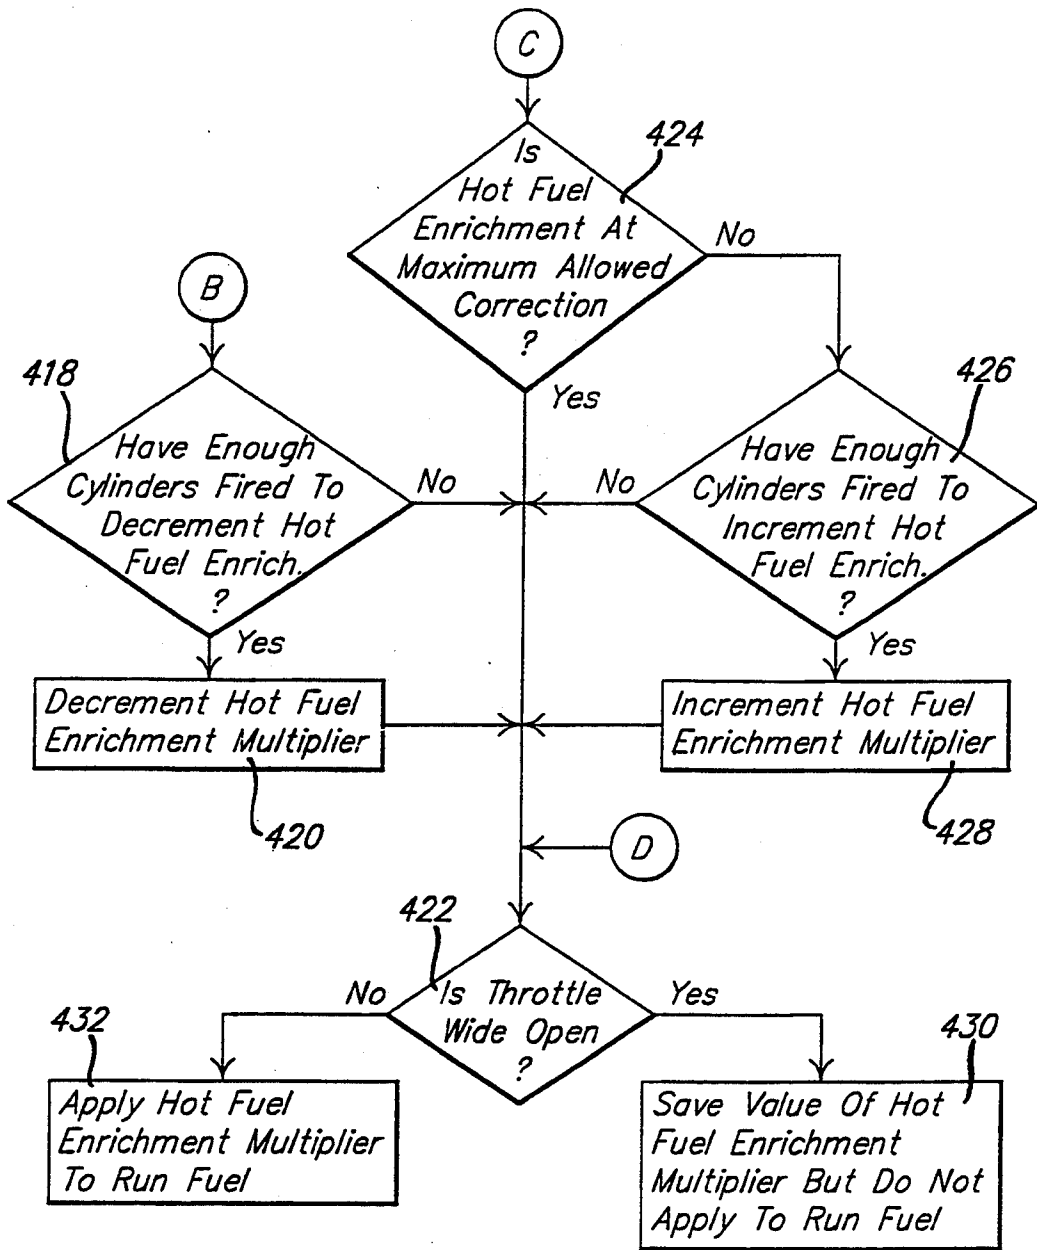 C
424
Is
Hot Fuel
Enrichment At
Maximum Allowed
Correction
?
No
Yes
B
418
Have Enough
Cylinders Fired To
Decrement Hot
Fuel Enrich.
?
No
Yes
426
Have Enough
Cylinders Fired To
Increment Hot
Fuel Enrich.
?
No
Yes
Decrement Hot Fuel
Enrichment Multiplier
420
Increment Hot Fuel
Enrichment Multiplier
428
D
422
Is Throttle
Wide Open
?
No
Yes
432
Apply Hot Fuel
Enrichment Multiplier
To Run Fuel
430
Save Value Of Hot
Fuel Enrichment
Multiplier But Do Not
Apply To Run Fuel